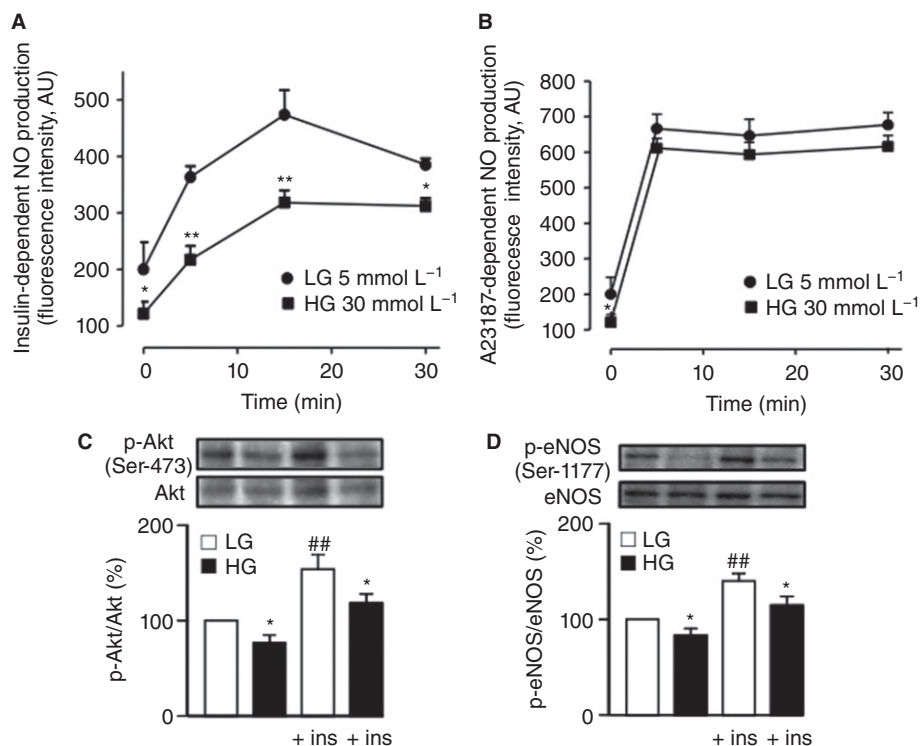 A
Insulin-dependent NO production
(fluorescence intensity, AU)
500
400
300
200
100
*
**
**
*
LG 5 mmol L⁻¹
HG 30 mmol L⁻¹
0
10
20
30
Time (min)
B
A23187-dependent NO production
(fluorecesce intensity, AU)
800
700
600
500
400
300
200
100
*
LG 5 mmol L⁻¹
HG 30 mmol L⁻¹
0
10
20
30
Time (min)
C
p-Akt
(Ser-473)
Akt
p-Akt/Akt (%)
200
100
0
LG
HG
*
##
*
+ ins + ins
D
p-eNOS
(Ser-1177)
eNOS
p-eNOS/eNOS (%)
200
100
0
LG
HG
*
##
*
+ ins + ins